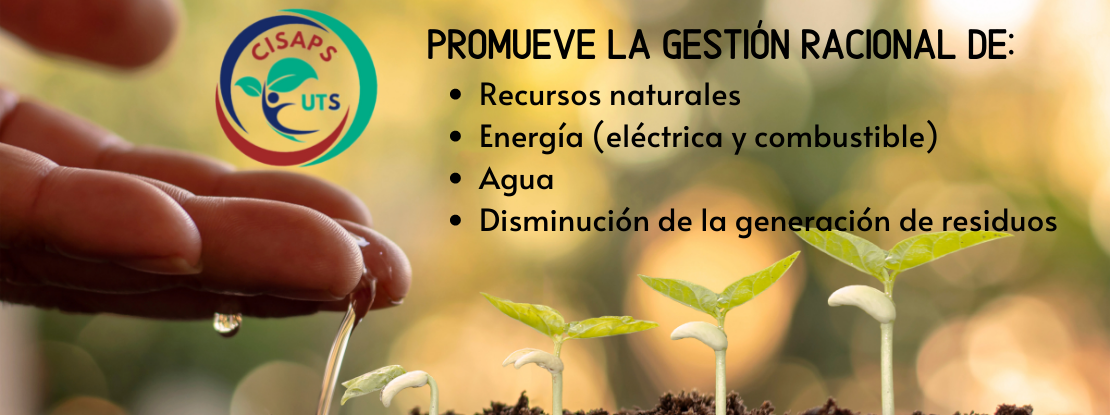 CISAPS
UTS
PROMUEVE LA GESTIÓN RACIONAL DE:
• Recursos naturales
• Energía (eléctrica y combustible)
• Agua
• Disminución de la generación de residuos